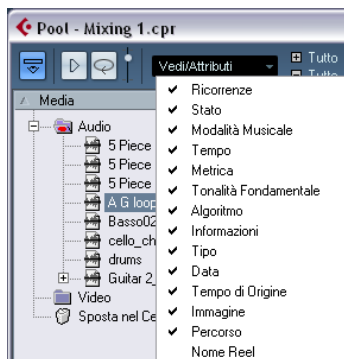 Pool - Mixing 1.cpr
Vedi/Attributi
Tutto
Tutto
Media
Audio
5 Piece
5 Piece
5 Piece
A G loop
Basso02
cello_ch
drums
Guitar 2_
Video
Sposta nel Ce
Ricorrenze
Stato
Modalità Musicale
Tempo
Metrica
Tonalità Fondamentale
Algoritmo
Informazioni
Tipo
Data
Tempo di Origine
Immagine
Percorso
Nome Reel